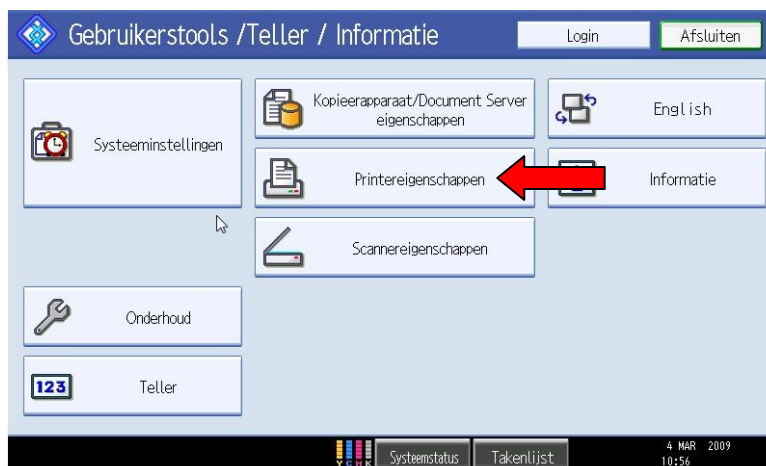 Gebruikerstools /Teller / Informatie
Login
Afsluiten
Systeeminstellingen
Kopieerapparaat/Document Server
eigenschappen
English
Printereigenschappen
Informatie
Scannereigenschappen
Onderhoud
123
Teller
Y C M K
Systeemstatus
Takenlijst
4 MAR 2009
10:56